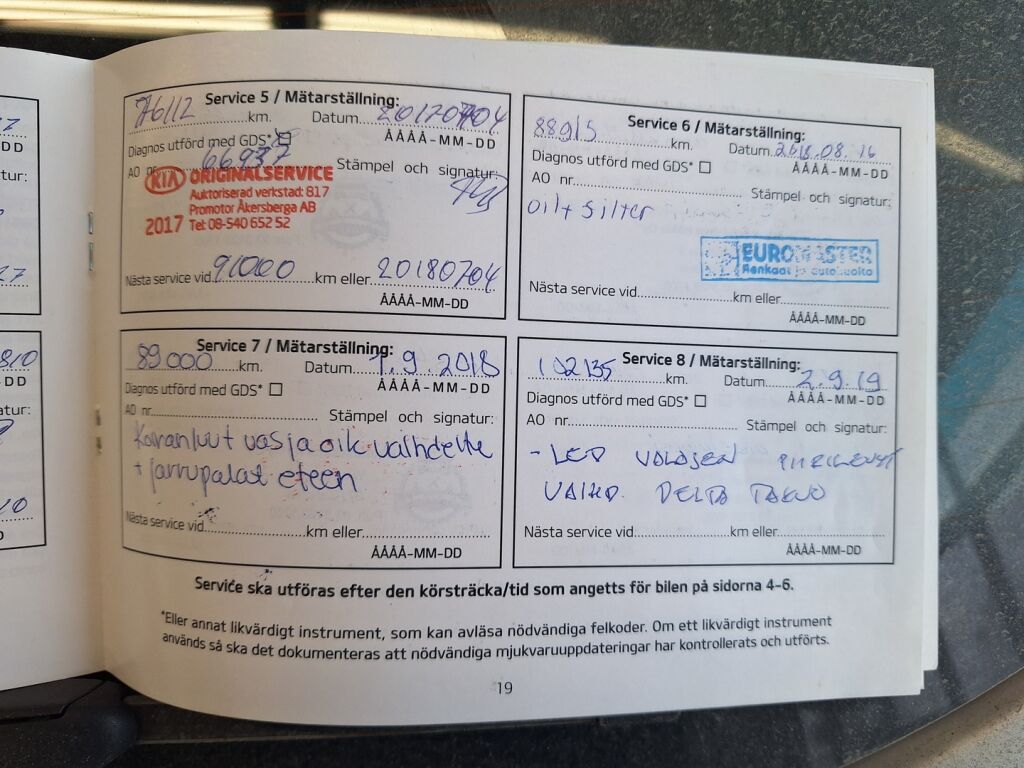 Service 5 / Mätarställning:
76112 km. Datum 20170704
ÅÅÅÅ-MM-DD
Diagnos utförd med GDS*
AO nr 66937 Stämpel och signatur:
KIA ORIGINALSERVICE
Auktoriserad verkstad: 817
Promotor Åkersberga AB
2017 Tel: 08-540 652 52
Nästa service vid 91000 km eller 20180704
ÅÅÅÅ-MM-DD
Service 6 / Mätarställning:
88915 km. Datum 2018.08.16
ÅÅÅÅ-MM-DD
Diagnos utförd med GDS*
AO nr. Stämpel och signatur:
oil + silter
EUROMASTER
Renkaat ja autohuolto
Nästa service vid km eller
ÅÅÅÅ-MM-DD
Service 7 / Mätarställning:
89000 km. Datum 7.9.2018
ÅÅÅÅ-MM-DD
Diagnos utförd med GDS*
AO nr. Stämpel och signatur:
Koiranluut vas ja oik vaihdettu
+ jarrupalat eteen
Nästa service vid km eller
ÅÅÅÅ-MM-DD
Service 8 / Mätarställning:
102135 km. Datum 2.9.19
ÅÅÅÅ-MM-DD
Diagnos utförd med GDS*
AO nr. Stämpel och signatur:
- LED VALOJEN
VAIHD. DELTA
Nästa service vid km eller
ÅÅÅÅ-MM-DD
Service ska utföras efter den körsträcka/tid som angetts för bilen på sidorna 4-6.
*Eller annat likvärdigt instrument, som kan avläsa nödvändiga felkoder. Om ett likvärdigt instrument
används så ska det dokumenteras att nödvändiga mjukvaruuppdateringar har kontrollerats och utförts.
19